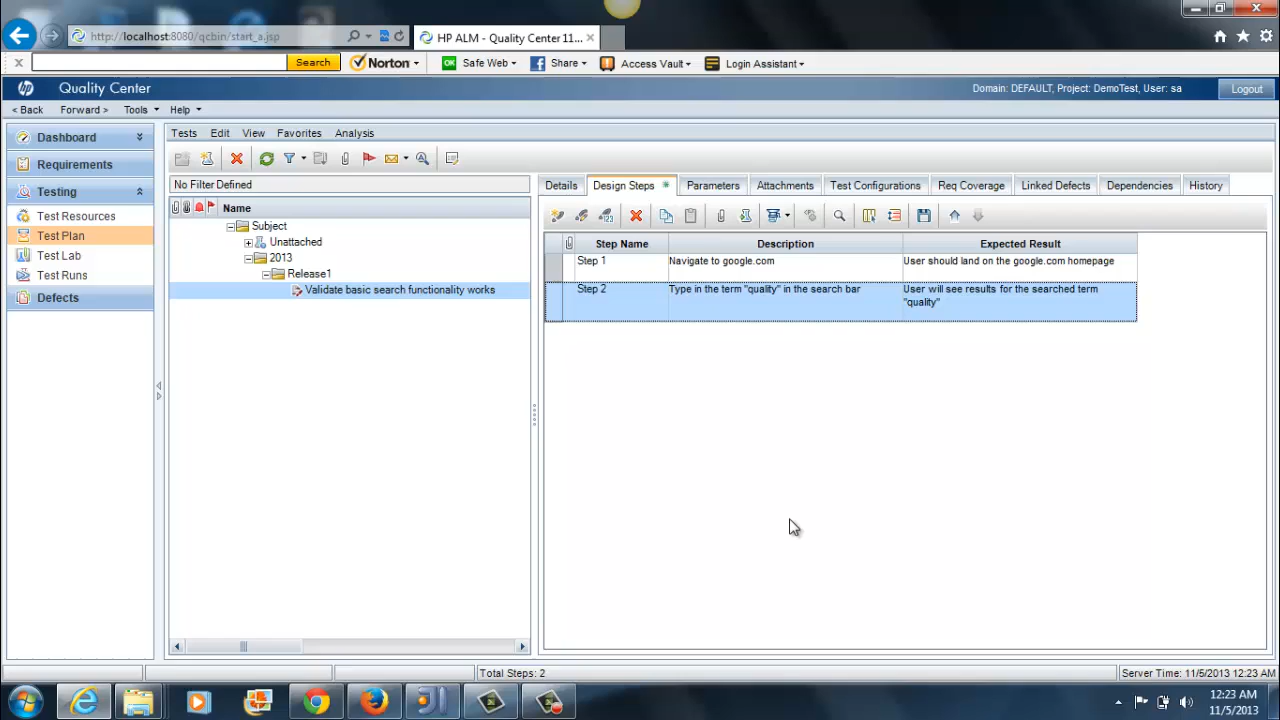 http://localhost:8080/qcbin/start_a.jsp
HP ALM - Quality Center 11...
Search
Norton
OK Safe Web
Share
Access Vault
Login Assistant
hp Quality Center
Domain: DEFAULT, Project: DemoTest, User: sa
Logout
< Back
Forward >
Tools
Help
Dashboard
Requirements
Testing
Test Resources
Test Plan
Test Lab
Test Runs
Defects
Tests Edit View Favorites Analysis
No Filter Defined
Name
Subject
Unattached
2013
Release1
Validate basic search functionality works
Details Design Steps * Parameters Attachments Test Configurations Req Coverage Linked Defects Dependencies History
Step Name Description Expected Result
Step 1 Navigate to google.com User should land on the google.com homepage
Step 2 Type in the term "quality" in the search bar User will see results for the searched term
"quality"
Total Steps: 2
Server Time: 11/5/2013 12:23 AM
12:23 AM
11/5/2013